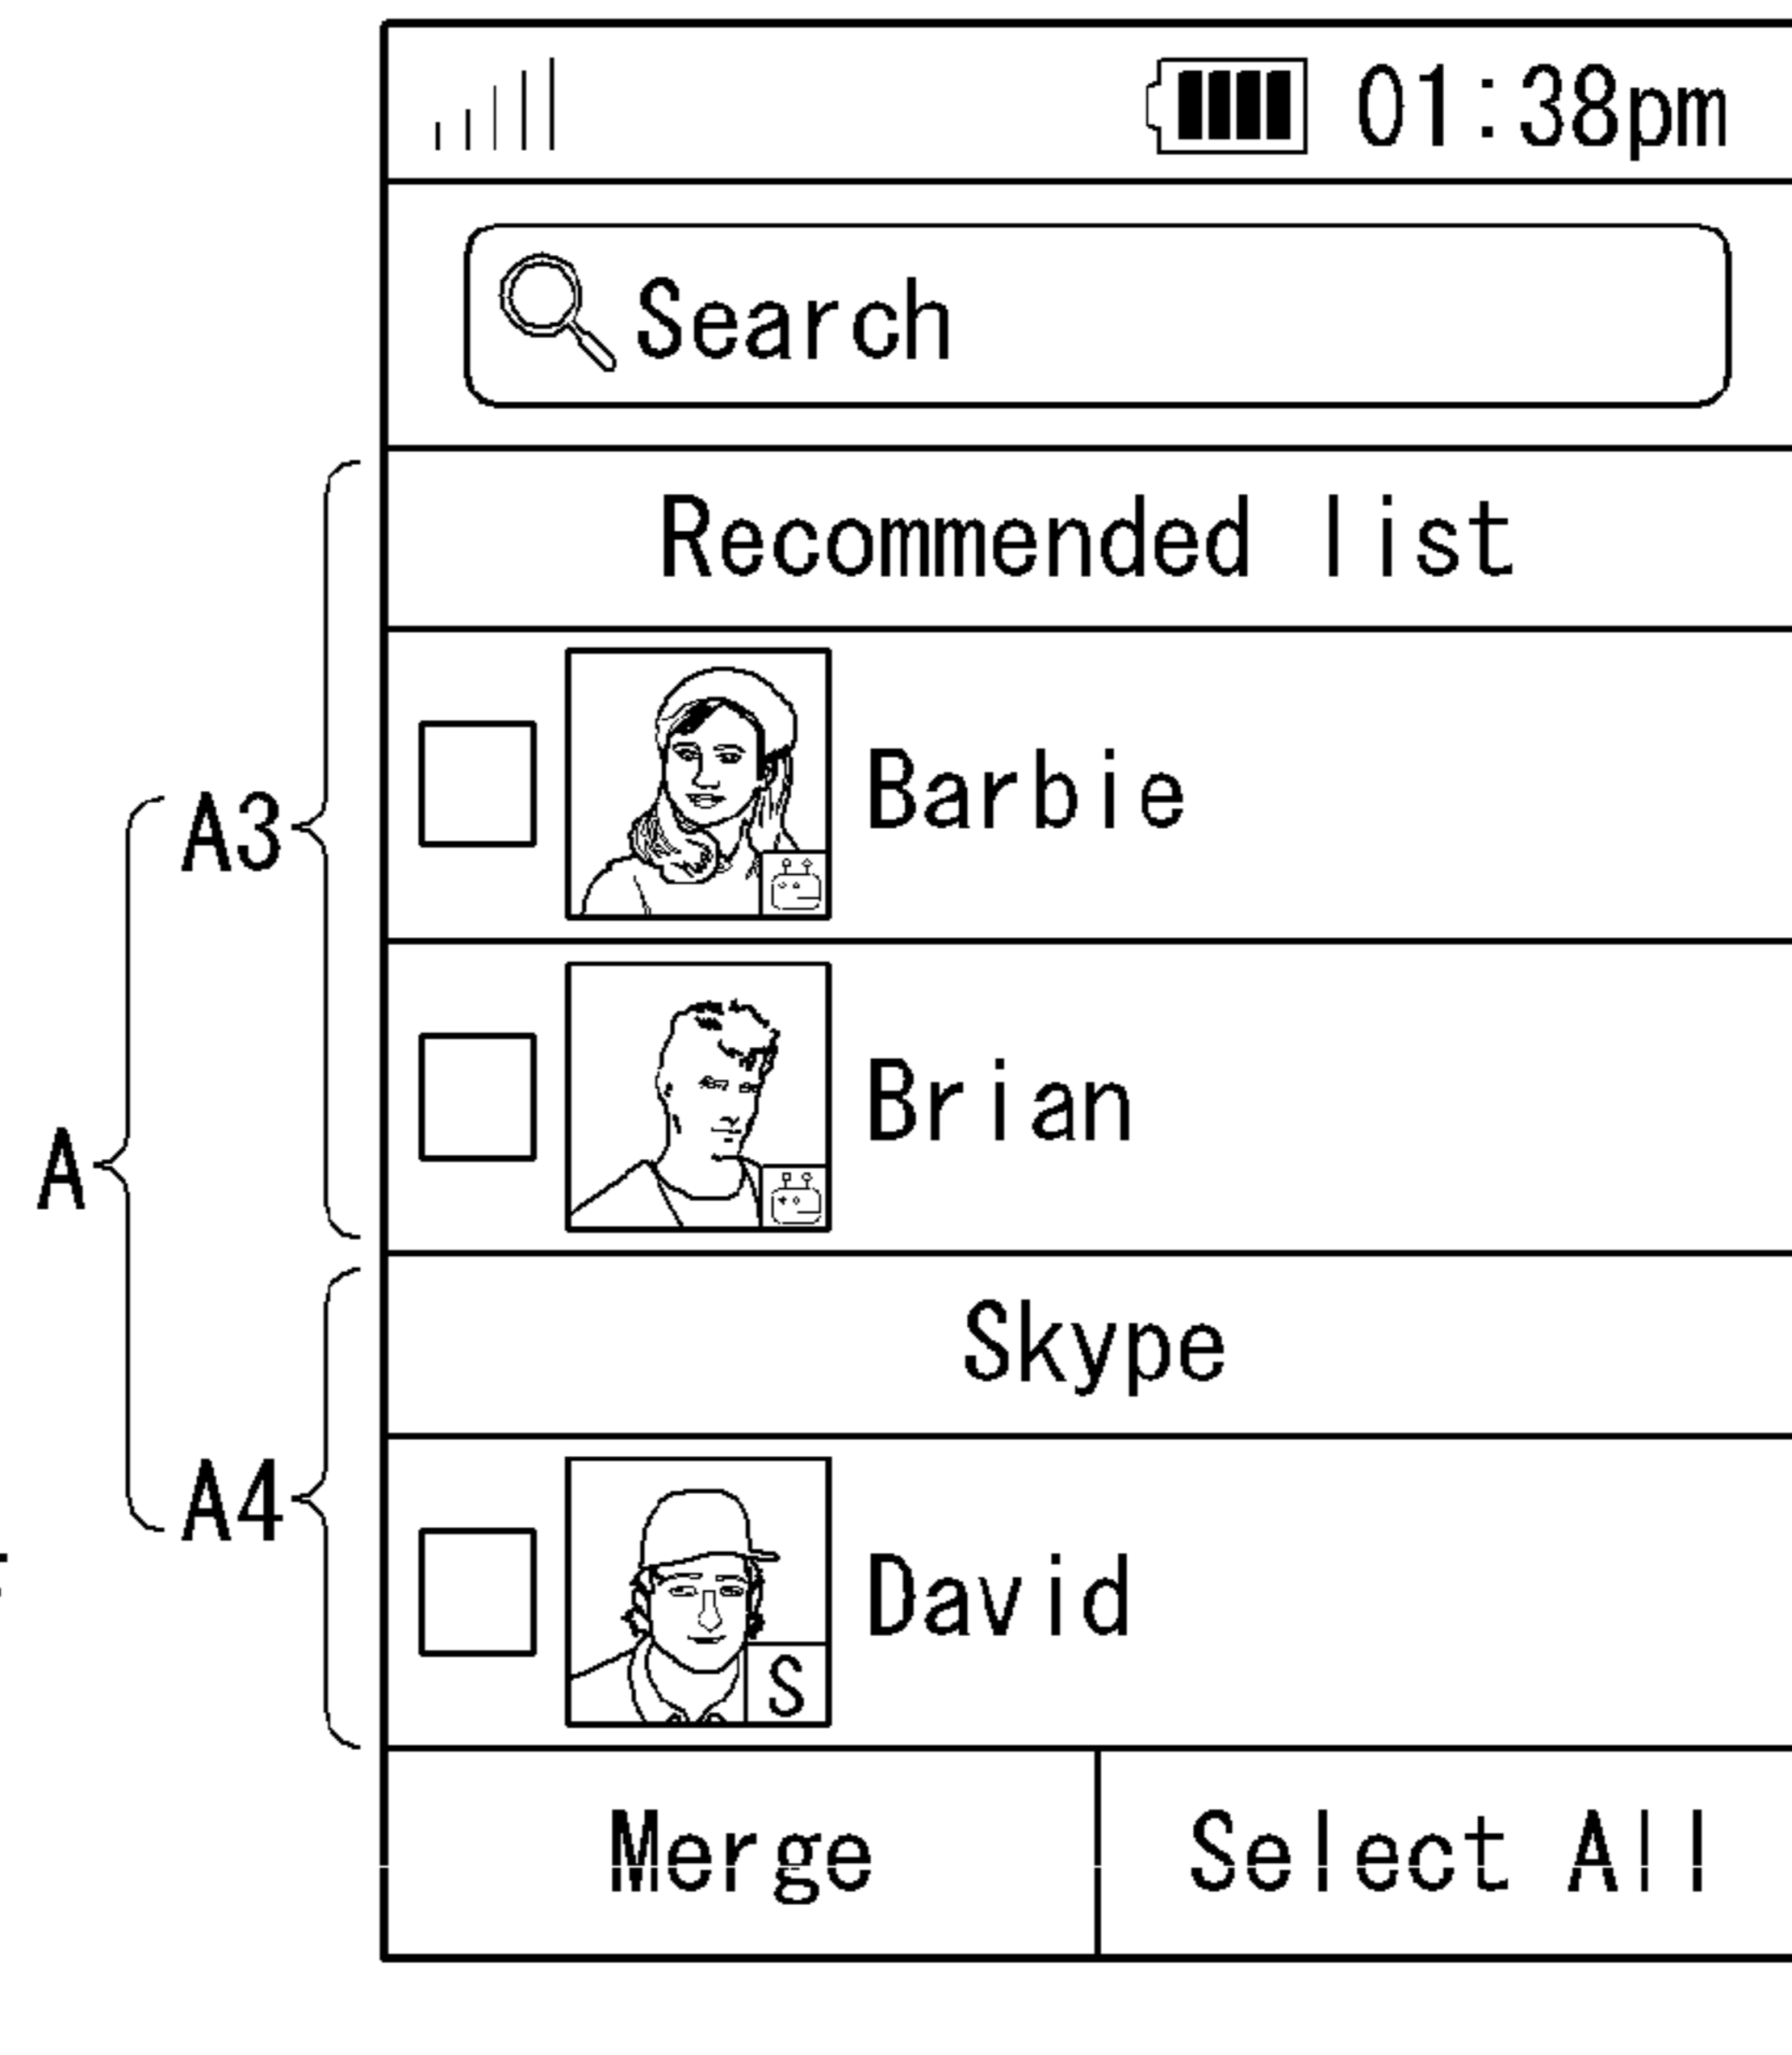 01:38pm
Search
Recommended list
A3
Barbie
Brian
A
Skype
A4
David
S
Merge Select All